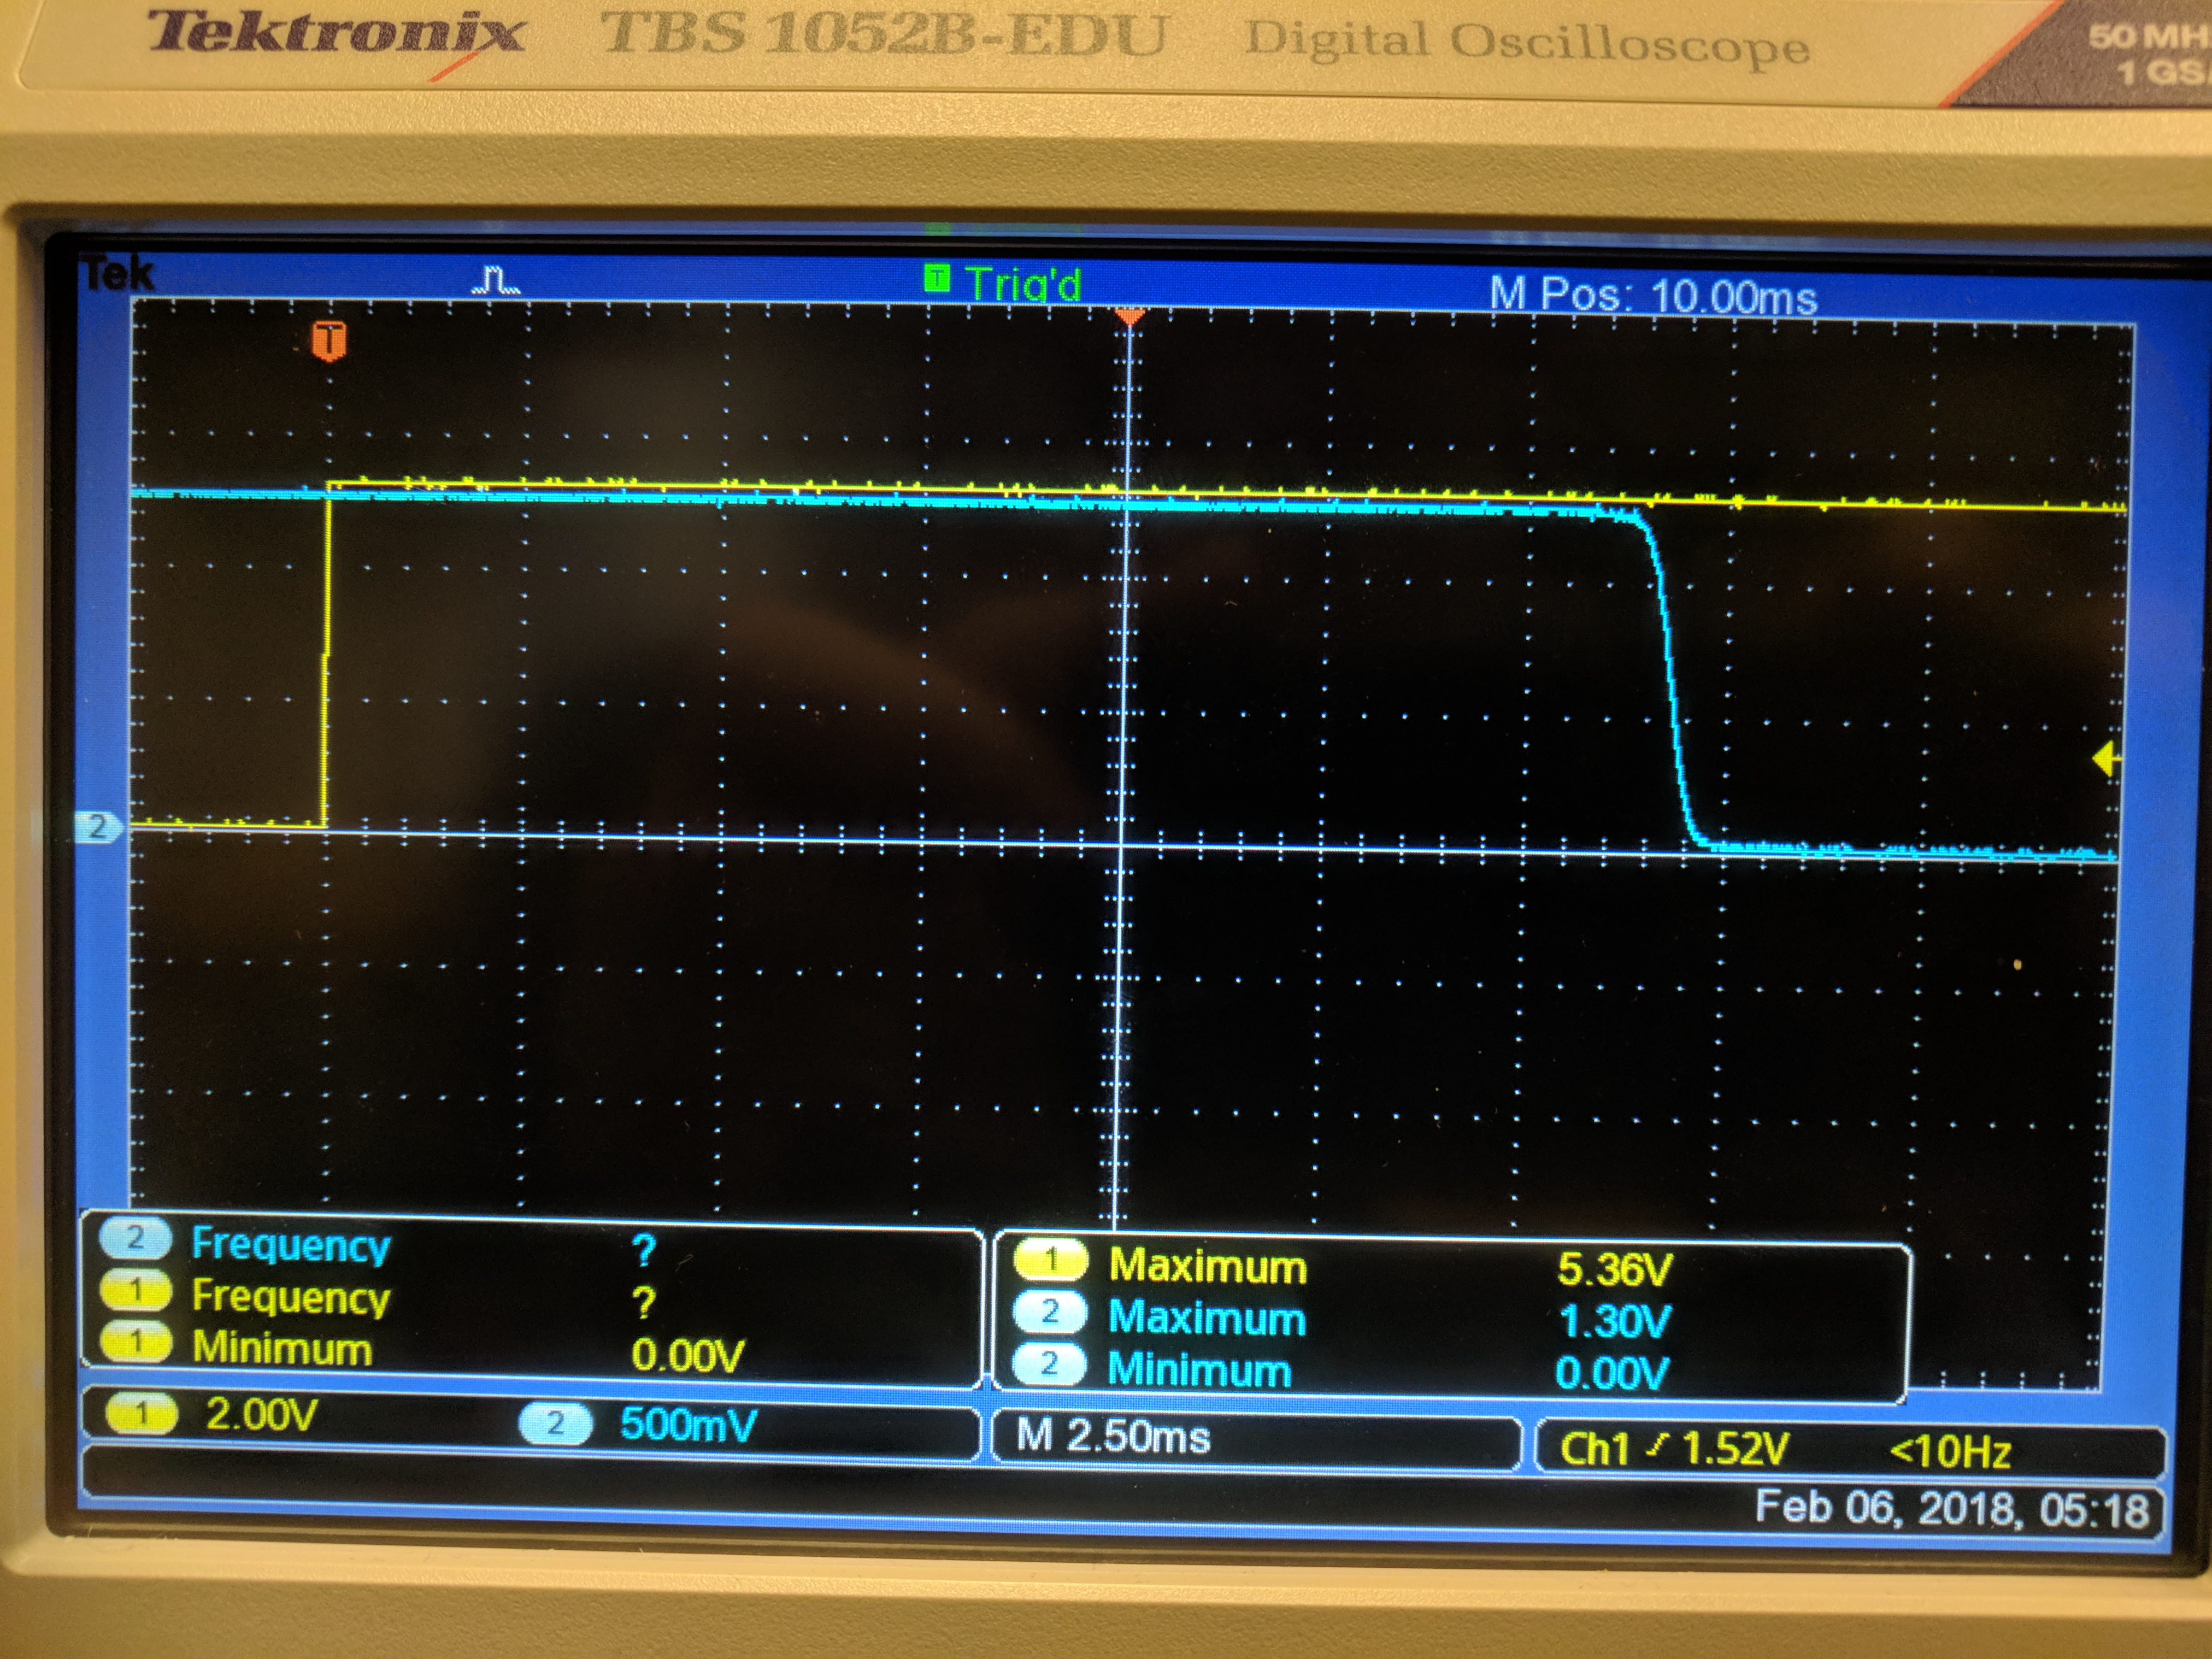 Tektronix TBS 1052B-EDU Digital Oscilloscope
50 MH
1 GS/
Tek T Trig'd M Pos: 10.00ms
T
2
2 Frequency ?
1 Frequency ?
1 Minimum 0.00V
1 Maximum 5.36V
2 Maximum 1.30V
2 Minimum 0.00V
1 2.00V 2 500mV M 2.50ms Ch1 1.52V <10Hz
Feb 06, 2018, 05:18